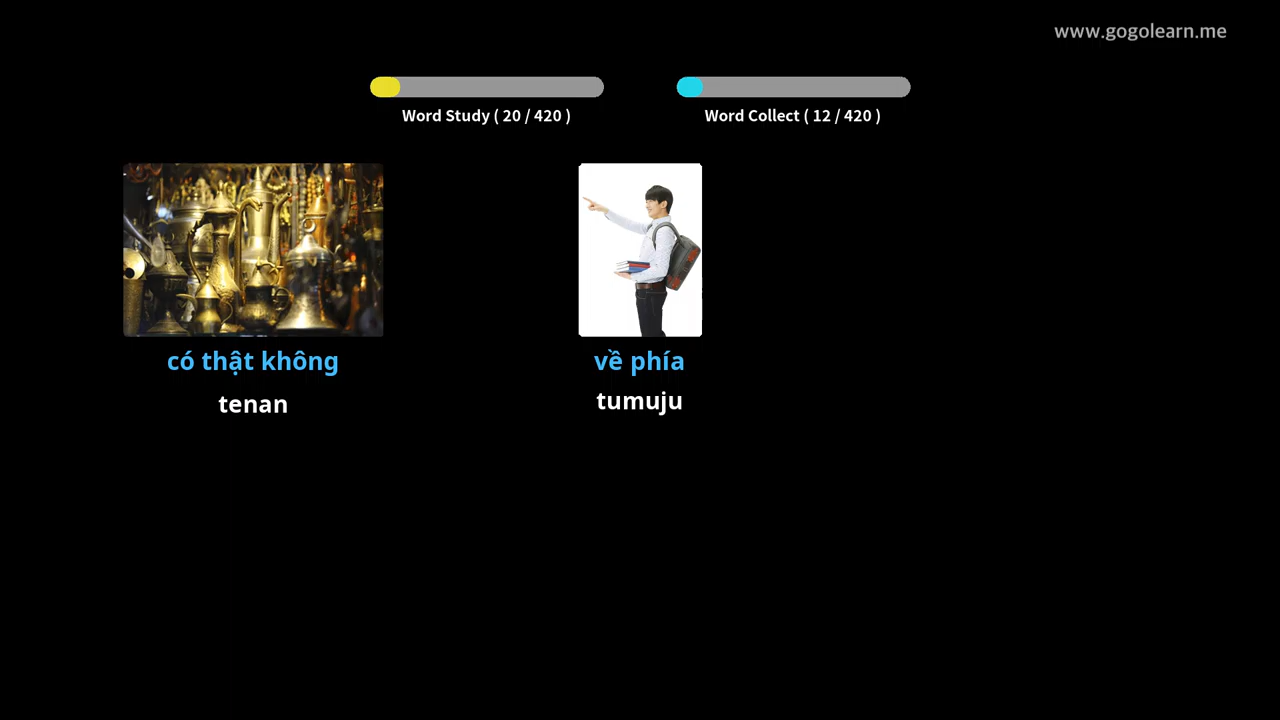 www.gogolearn.me
Word Study ( 20 / 420 )
Word Collect ( 12 / 420 )
có thật không
tenan
về phía
tumuju